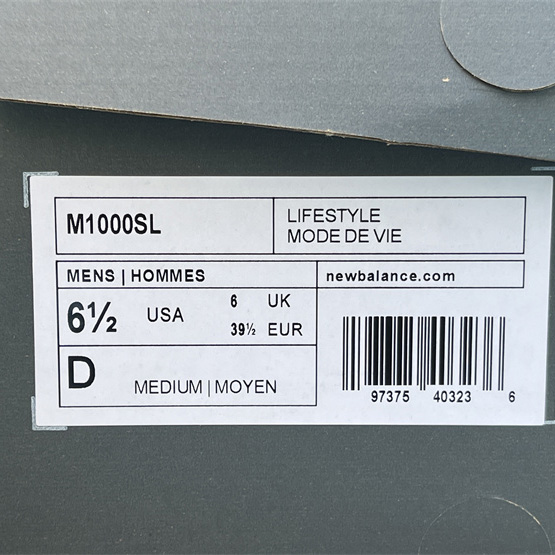 M1000SL
LIFESTYLE
MODE DE VIE
MENS | HOMMES
newbalance.com
6½ USA 6 UK
39½ EUR
D MEDIUM | MOYEN
97375 40323 6